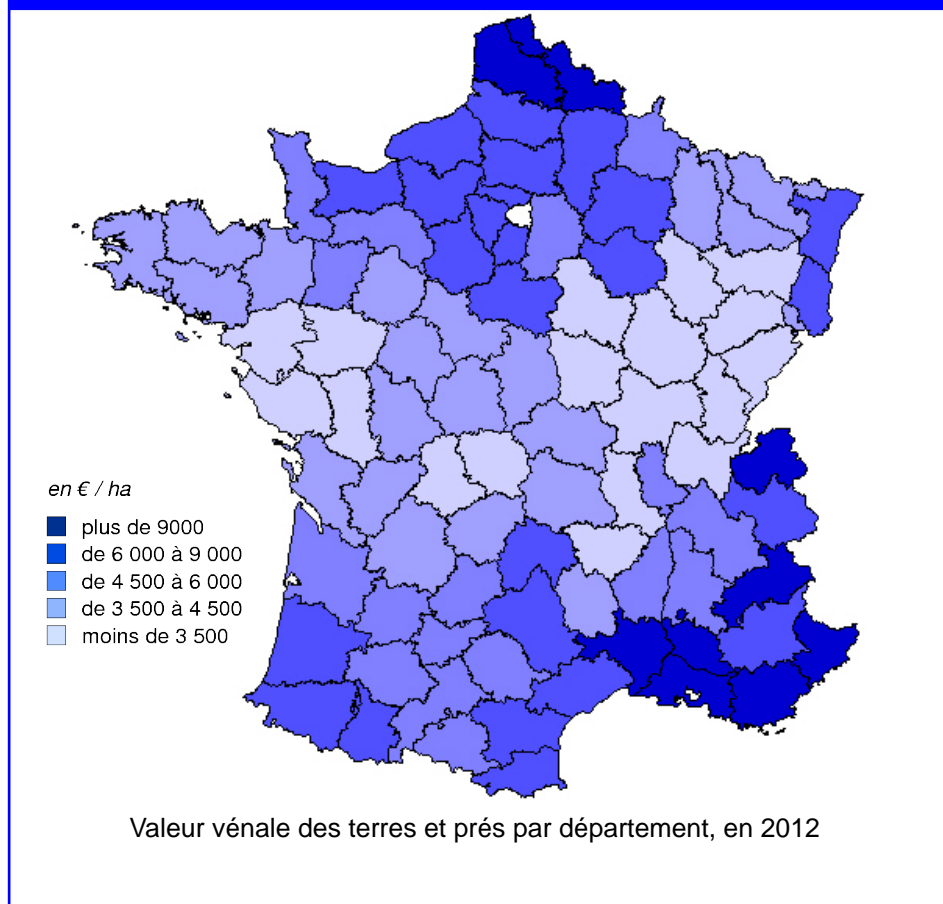 en € / ha
plus de 9000
de 6 000 à 9 000
de 4 500 à 6 000
de 3 500 à 4 500
moins de 3 500
Valeur vénale des terres et prés par département, en 2012